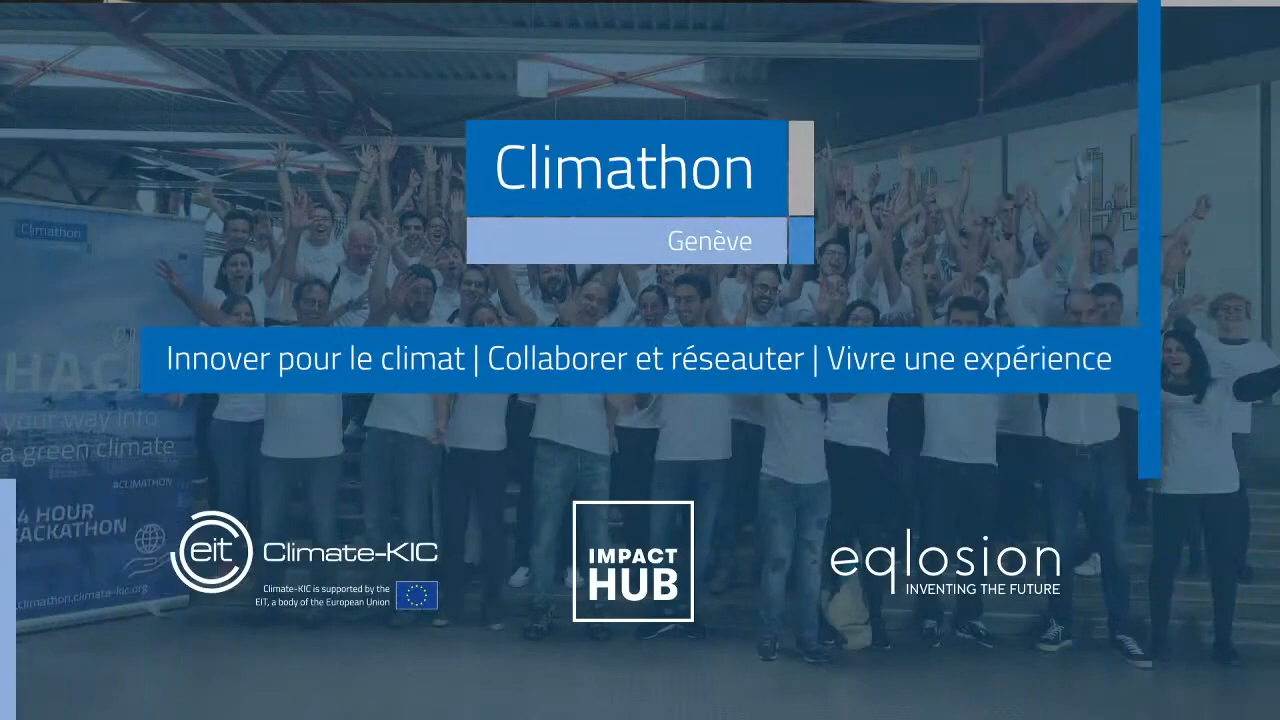 Climathon
Genève
Climathon
Innover pour le climat | Collaborer et réseauter | Vivre une expérience
HAC
your way into
a green climate
#CLIMATHON
4 HOUR
HACKATHON
climathon.climate-kic.org
eit Climate-KIC
Climate-KIC is supported by the
EIT, a body of the European Union
IMPACT
HUB
eqlosion
INVENTING THE FUTURE